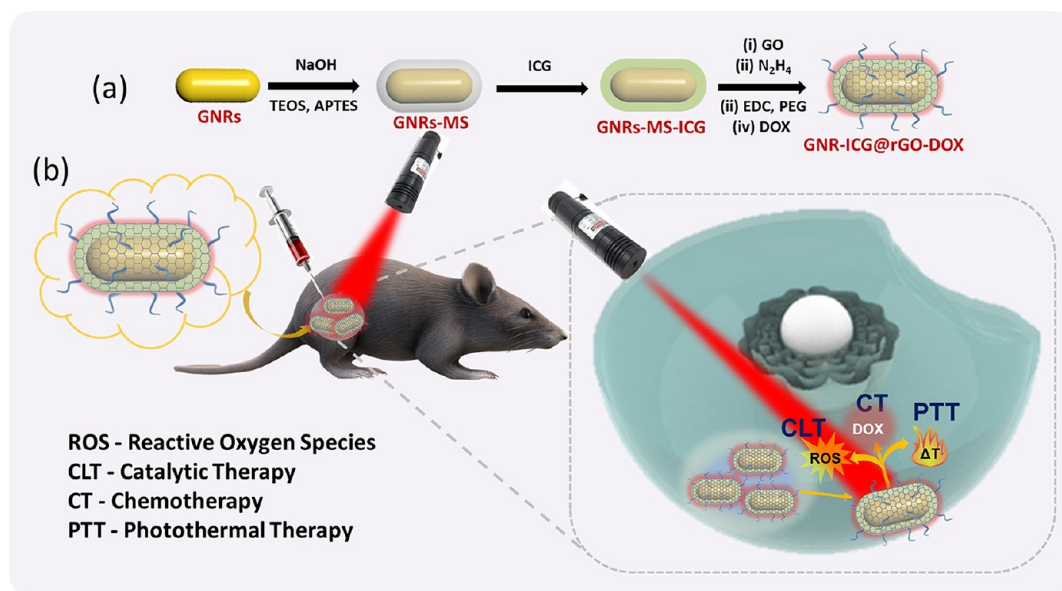 (a)
GNRs
NaOH
TEOS, APTES
GNRs-MS
ICG
GNRs-MS-ICG
(i) GO
(ii) N₂H₄
(ii) EDC, PEG
(iv) DOX
GNR-ICG@rGO-DOX
(b)
CLT
ROS
CT
DOX
PTT
ΔT
ROS - Reactive Oxygen Species
CLT - Catalytic Therapy
CT - Chemotherapy
PTT - Photothermal Therapy